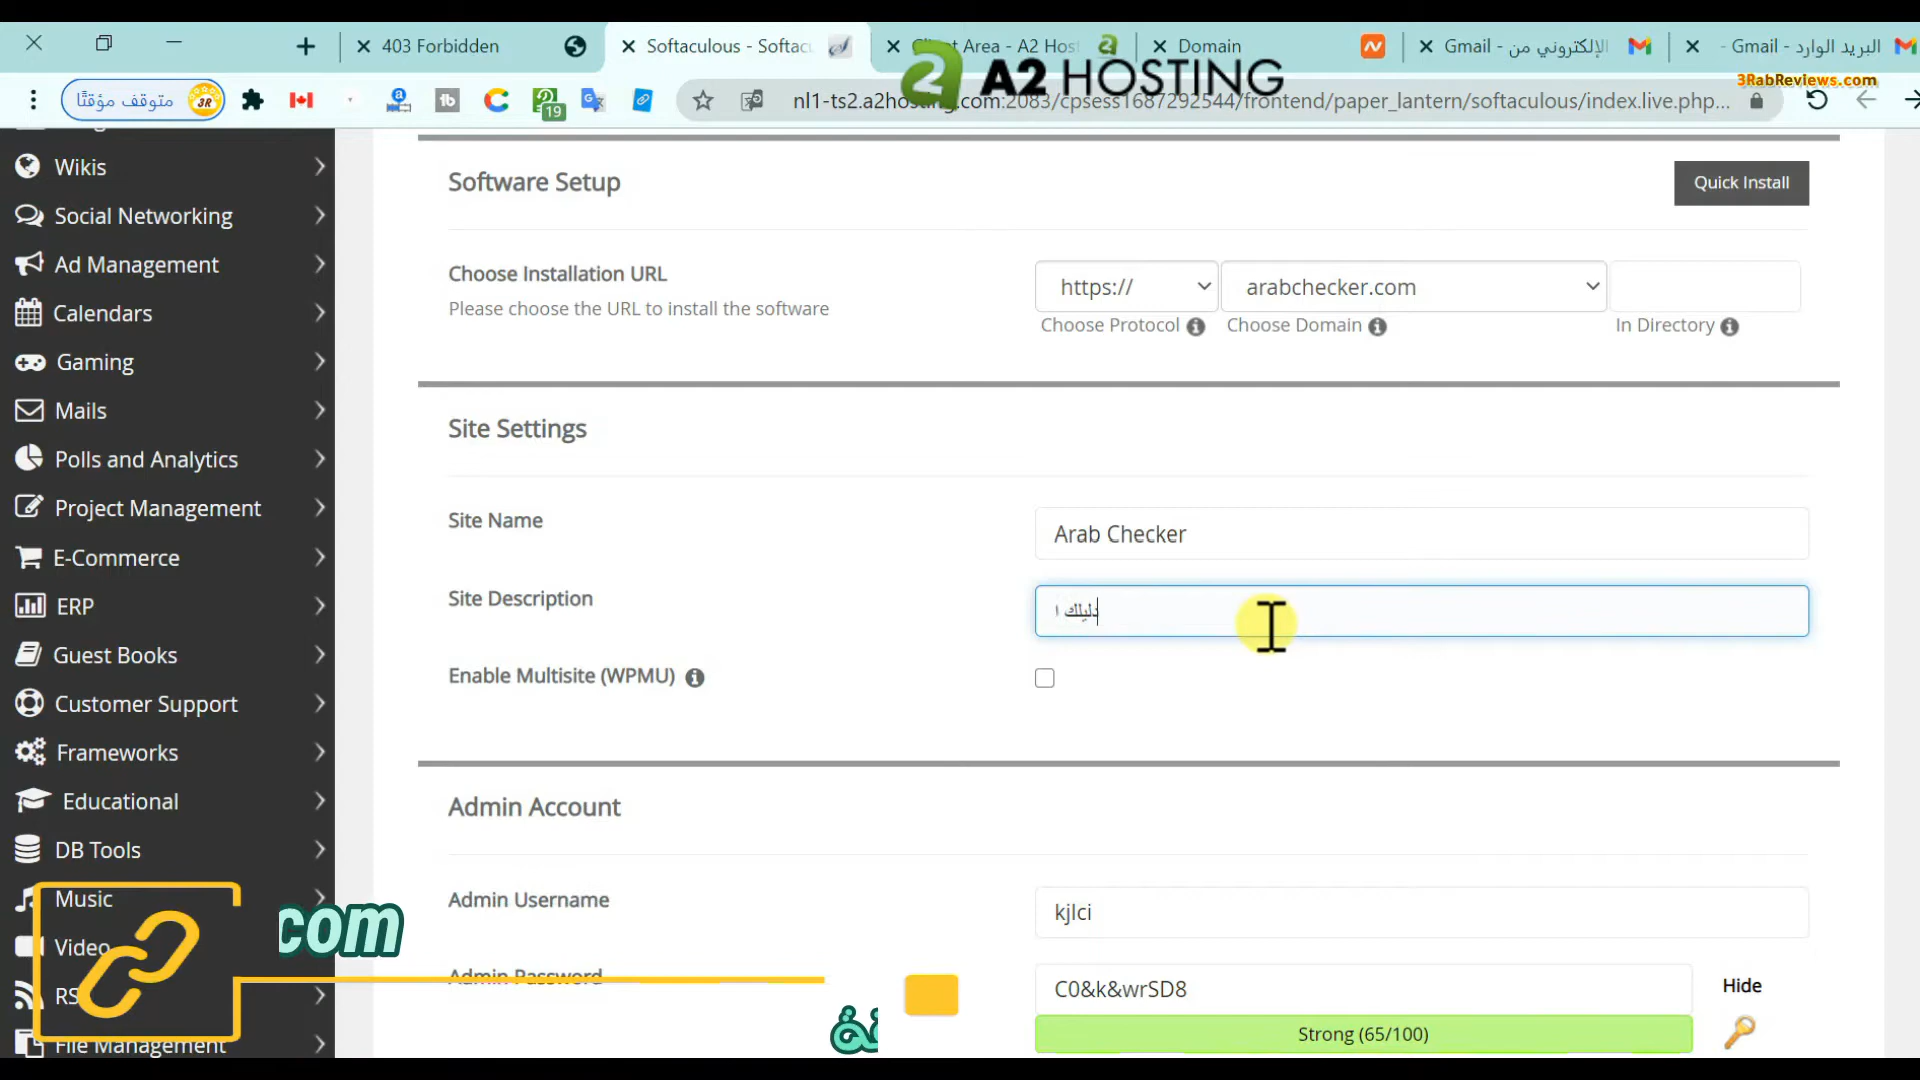 403 Forbidden
Softaculous - Softac
Client Area - A2 Hos
Domain
Gmail - الإلكتروني من
Gmail - البريد الوارد
A2 HOSTING
3RabReviews.com
متوقف مؤقتًا
3R
19
nl1-ts2.a2hosting.com:2083/cpsess1687292544/frontend/paper_lantern/softaculous/index.live.php...
Wikis
Social Networking
Ad Management
Calendars
Gaming
Mails
Polls and Analytics
Project Management
E-Commerce
ERP
Guest Books
Customer Support
Frameworks
Educational
DB Tools
Music
Video
RS
File Management
Software Setup
Quick Install
Choose Installation URL
Please choose the URL to install the software
https://
arabchecker.com
Choose Protocol
Choose Domain
In Directory
Site Settings
Site Name
Arab Checker
Site Description
دليلك ا
Enable Multisite (WPMU)
Admin Account
Admin Username
kjlci
Admin Password
C0&k&wrSD8
Hide
Strong (65/100)
com